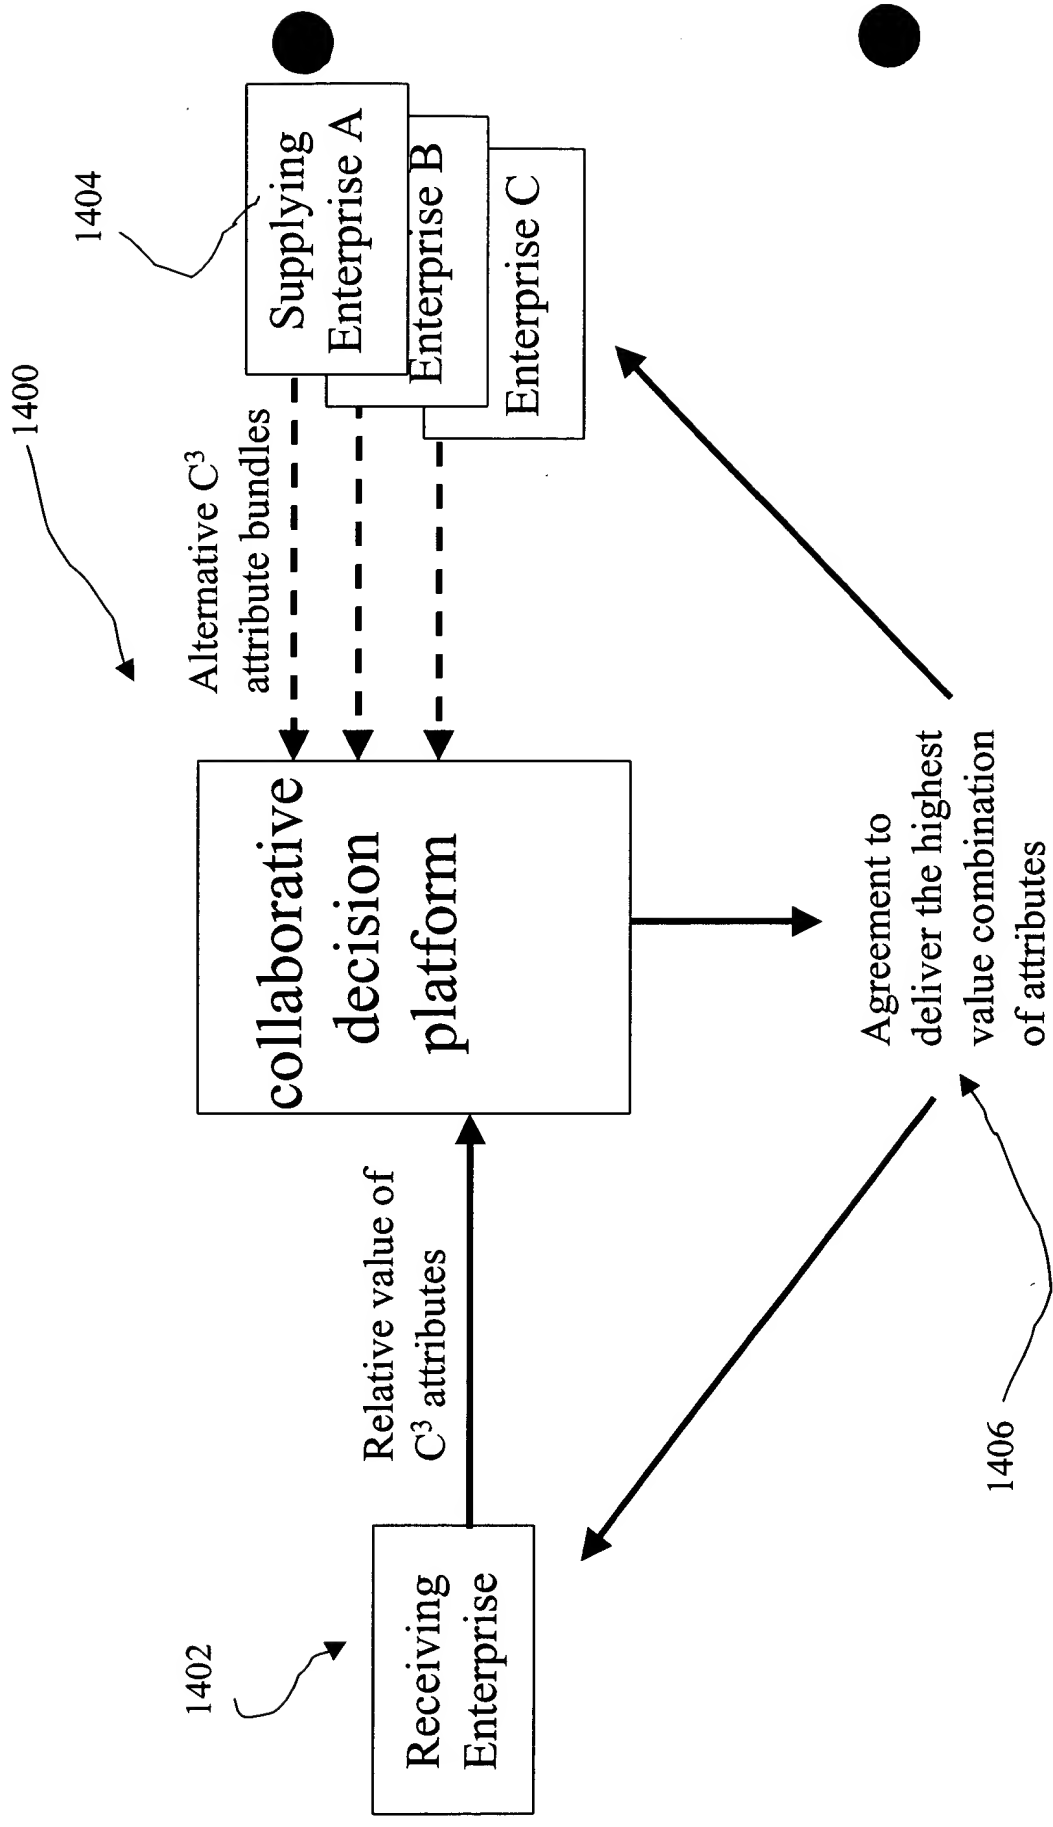 1400
1404
1402
Alternative C³
attribute bundles
Supplying
Enterprise A
Enterprise B
Enterprise C
collaborative
decision
platform
Relative value of
C³ attributes
Receiving
Enterprise
Agreement to
deliver the highest
value combination
of attributes
1406